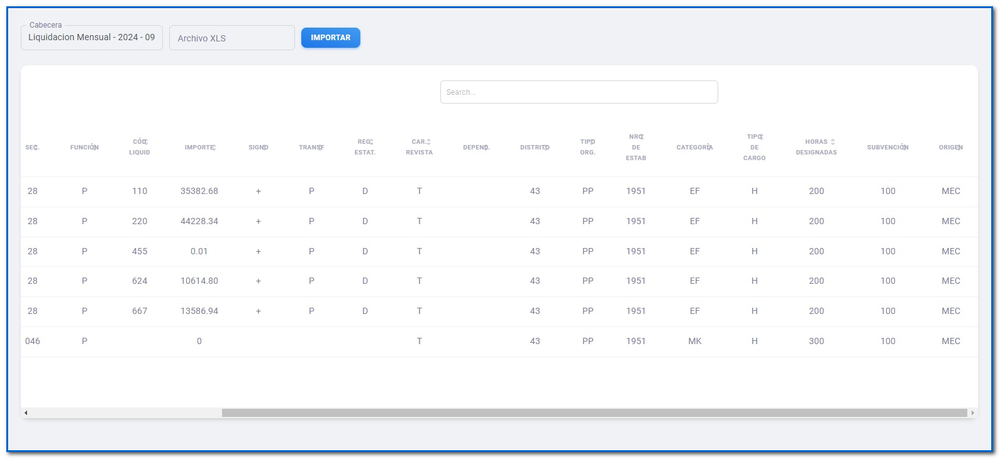 Cabecera
Liquidacion Mensual - 2024 - 09
Archivo XLS
IMPORTAR
Search...
SEC. FUNCIÓN CÓD LIQUID IMPORTE SIGNO TRANSF REG. ESTAT. CAR. REVISTA DEPEND. DISTRITO TIPO ORG. NRO DE ESTAB CATEGORÍA TIPO DE CARGO HORAS DESIGNADAS SUBVENCIÓN ORIGEN
28 P 110 35382.68 + P D T 43 PP 1951 EF H 200 100 MEC
28 P 220 44228.34 + P D T 43 PP 1951 EF H 200 100 MEC
28 P 455 0.01 + P D T 43 PP 1951 EF H 200 100 MEC
28 P 624 10614.80 + P D T 43 PP 1951 EF H 200 100 MEC
28 P 667 13586.94 + P D T 43 PP 1951 EF H 200 100 MEC
046 P 0 T 43 PP 1951 MK H 300 100 MEC